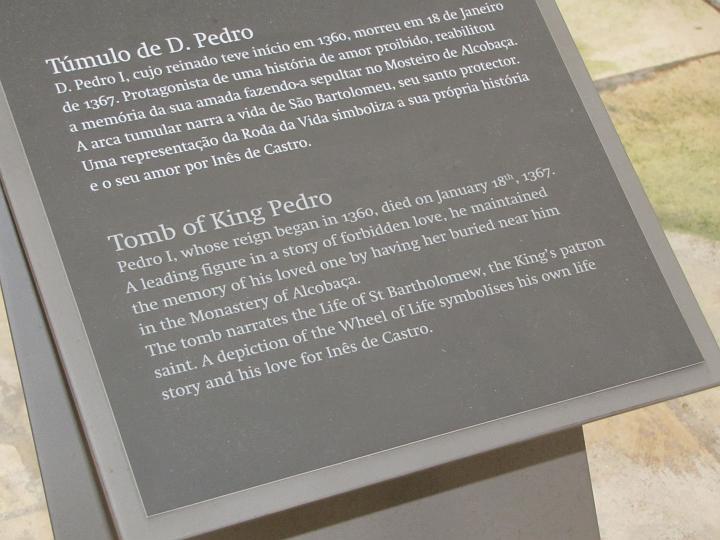 Túmulo de D. Pedro
D. Pedro I, cujo reinado teve início em 1360, morreu em 18 de Janeiro
de 1367. Protagonista de uma história de amor proibido, reabilitou
a memória da sua amada fazendo-a sepultar no Mosteiro de Alcobaça.
A arca tumular narra a vida de São Bartolomeu, seu santo protector.
Uma representação da Roda da Vida simboliza a sua própria história
e o seu amor por Inês de Castro.
Tomb of King Pedro
Pedro I, whose reign began in 1360, died on January 18th, 1367.
A leading figure in a story of forbidden love, he maintained
the memory of his loved one by having her buried near him
in the Monastery of Alcobaça.
The tomb narrates the Life of St Bartholomew, the King's patron
saint. A depiction of the Wheel of Life symbolises his own life
story and his love for Inês de Castro.